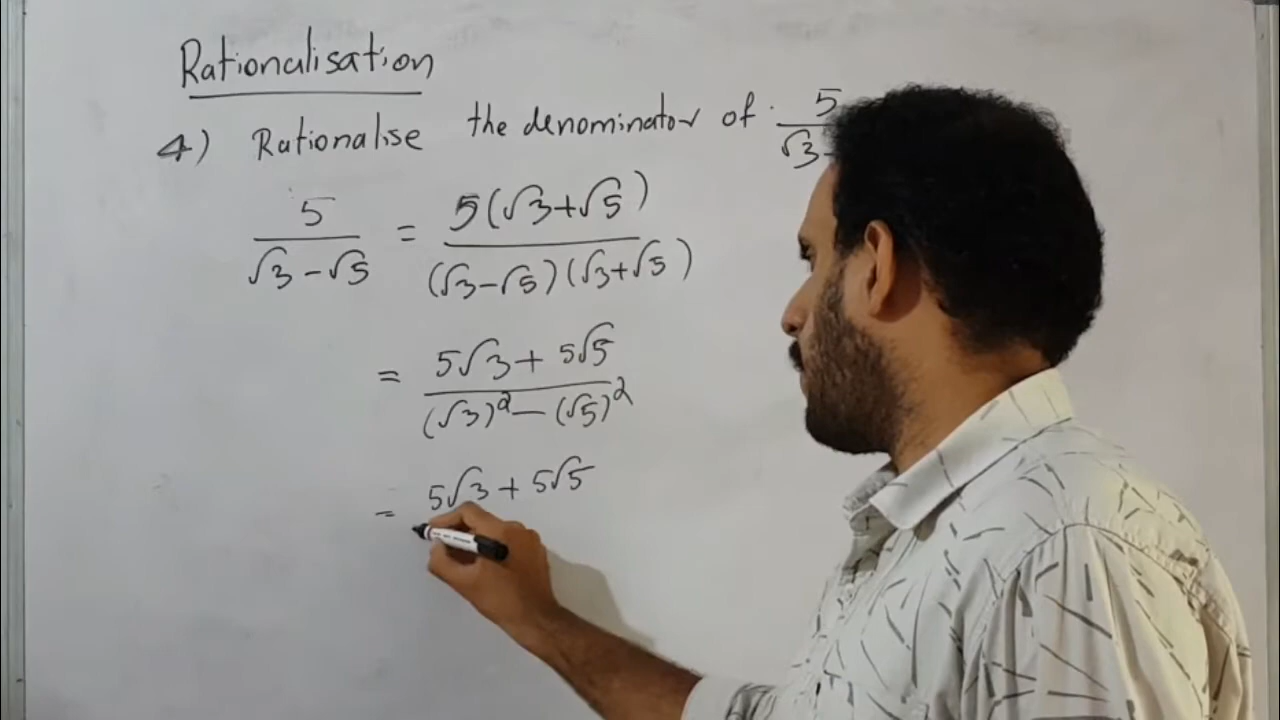 Rationalisation
4) Rationalise the denominator of 5/√3-
5/√3-√5 = 5(√3+√5)/(√3-√5)(√3+√5)
= 5√3+5√5/(√3)²-(√5)²
= 5√3+5√5